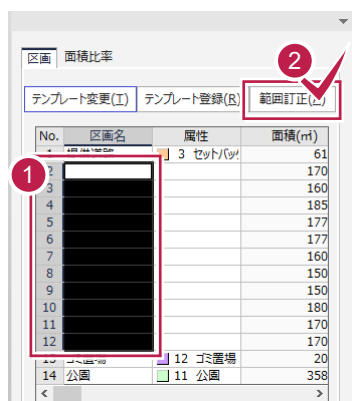 区画 面積比率
2
テンプレート変更(T) テンプレート登録(R) 範囲訂正
No. 区画名 属性 面積(㎡)
1 3 セットバック 61
1
170
3 160
4 185
5 177
6 177
7 160
8 150
9 150
10 180
11 170
12 170
12 ゴミ置場 20
14 公園 11 公園 358
< >